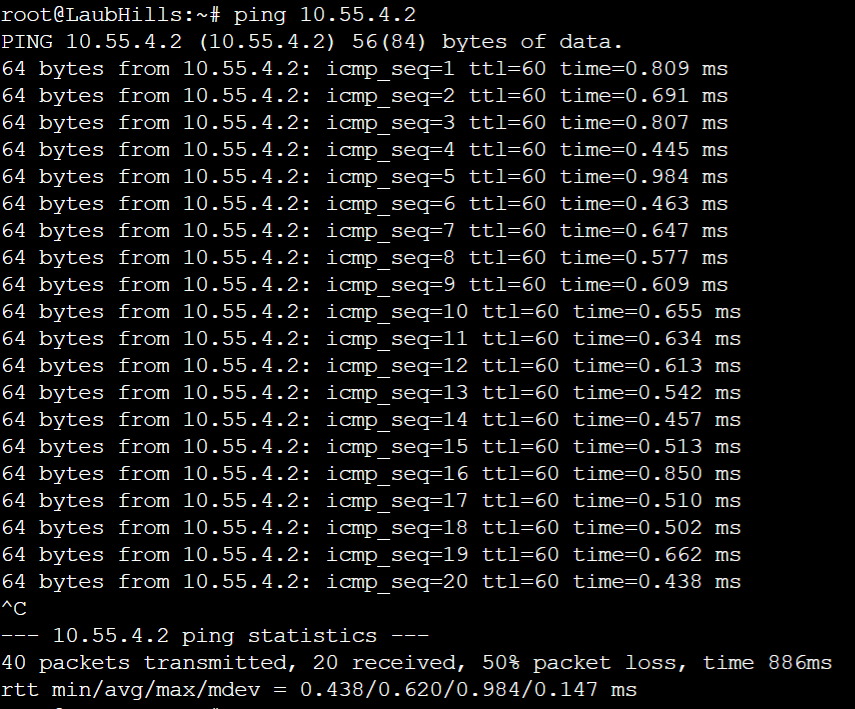 root@LaubHills:~# ping 10.55.4.2
PING 10.55.4.2 (10.55.4.2) 56(84) bytes of data.
64 bytes from 10.55.4.2: icmp_seq=1 ttl=60 time=0.809 ms
64 bytes from 10.55.4.2: icmp_seq=2 ttl=60 time=0.691 ms
64 bytes from 10.55.4.2: icmp_seq=3 ttl=60 time=0.807 ms
64 bytes from 10.55.4.2: icmp_seq=4 ttl=60 time=0.445 ms
64 bytes from 10.55.4.2: icmp_seq=5 ttl=60 time=0.984 ms
64 bytes from 10.55.4.2: icmp_seq=6 ttl=60 time=0.463 ms
64 bytes from 10.55.4.2: icmp_seq=7 ttl=60 time=0.647 ms
64 bytes from 10.55.4.2: icmp_seq=8 ttl=60 time=0.577 ms
64 bytes from 10.55.4.2: icmp_seq=9 ttl=60 time=0.609 ms
64 bytes from 10.55.4.2: icmp_seq=10 ttl=60 time=0.655 ms
64 bytes from 10.55.4.2: icmp_seq=11 ttl=60 time=0.634 ms
64 bytes from 10.55.4.2: icmp_seq=12 ttl=60 time=0.613 ms
64 bytes from 10.55.4.2: icmp_seq=13 ttl=60 time=0.542 ms
64 bytes from 10.55.4.2: icmp_seq=14 ttl=60 time=0.457 ms
64 bytes from 10.55.4.2: icmp_seq=15 ttl=60 time=0.513 ms
64 bytes from 10.55.4.2: icmp_seq=16 ttl=60 time=0.850 ms
64 bytes from 10.55.4.2: icmp_seq=17 ttl=60 time=0.510 ms
64 bytes from 10.55.4.2: icmp_seq=18 ttl=60 time=0.502 ms
64 bytes from 10.55.4.2: icmp_seq=19 ttl=60 time=0.662 ms
64 bytes from 10.55.4.2: icmp_seq=20 ttl=60 time=0.438 ms
^C
--- 10.55.4.2 ping statistics ---
40 packets transmitted, 20 received, 50% packet loss, time 886ms
rtt min/avg/max/mdev = 0.438/0.620/0.984/0.147 ms